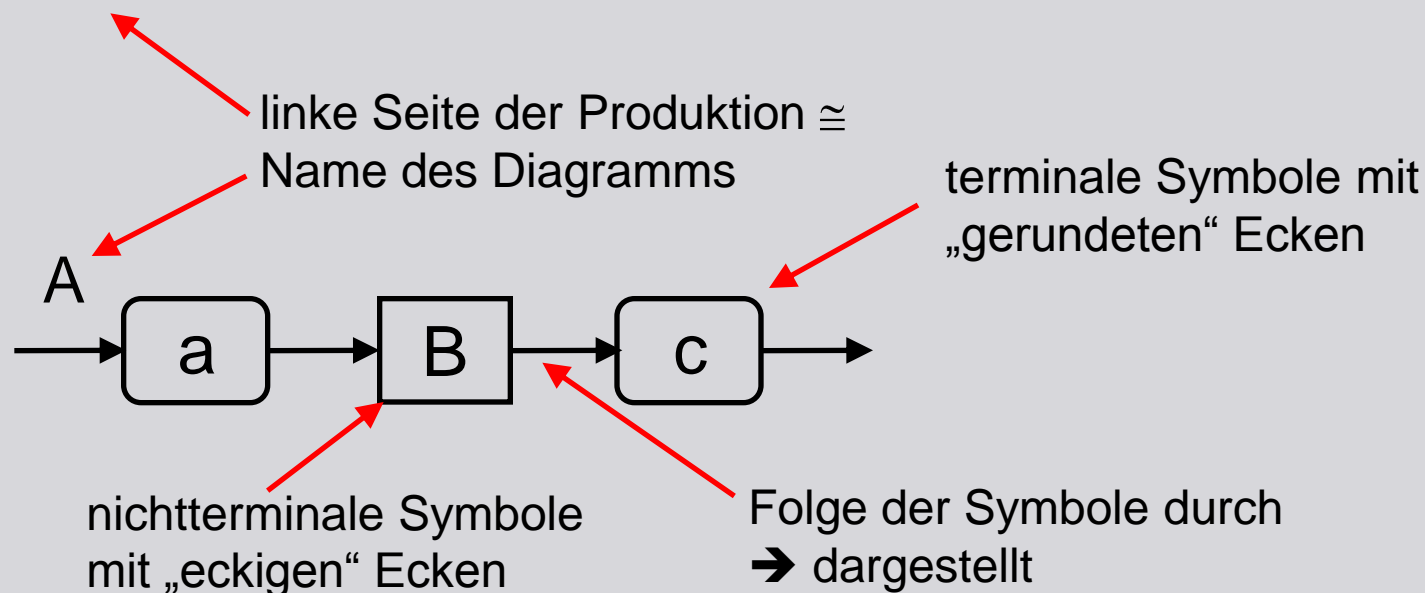 linke Seite der Produktion ≅
Name des Diagramms
terminale Symbole mit
„gerundeten“ Ecken
A
a
B
c
nichtterminale Symbole
mit „eckigen“ Ecken
Folge der Symbole durch
➔ dargestellt